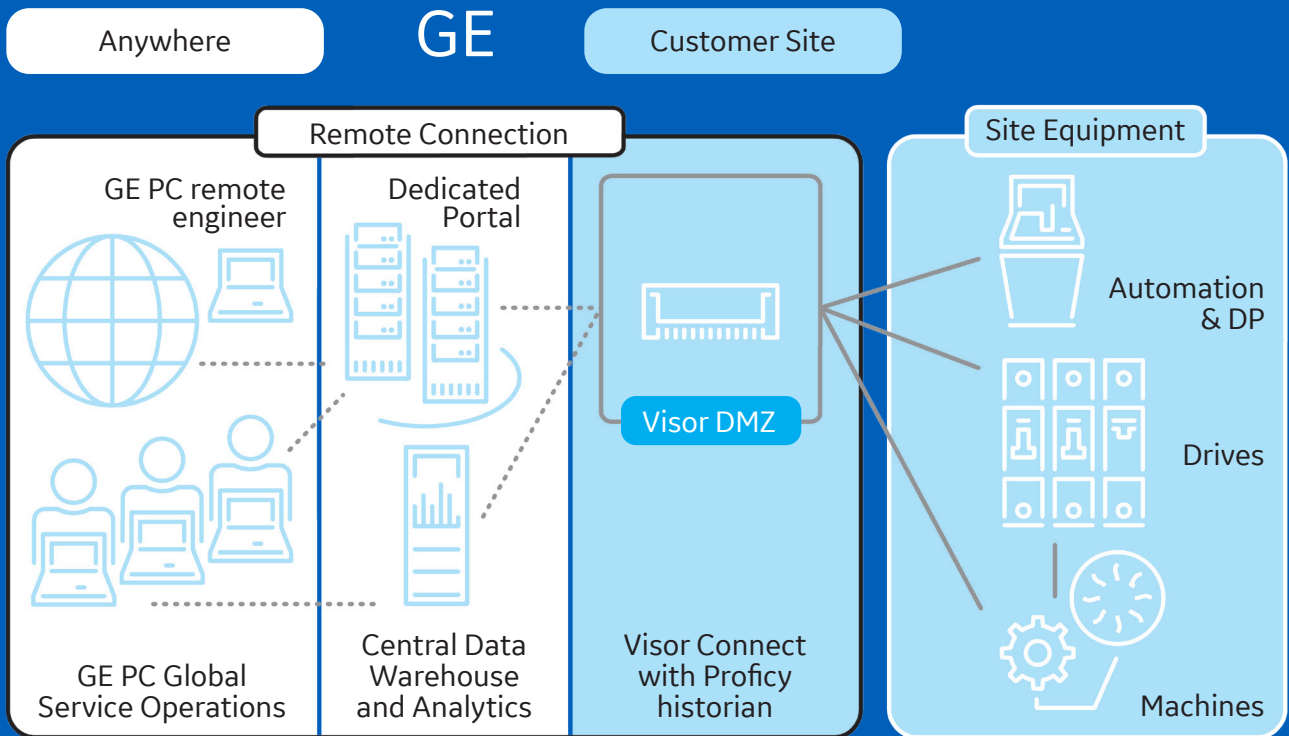 Anywhere
GE
Customer Site
Remote Connection
Site Equipment
GE PC remote
engineer
Dedicated
Portal
Automation
& DP
Visor DMZ
Drives
GE PC Global
Service Operations
Central Data
Warehouse
and Analytics
Visor Connect
with Proficy
historian
Machines